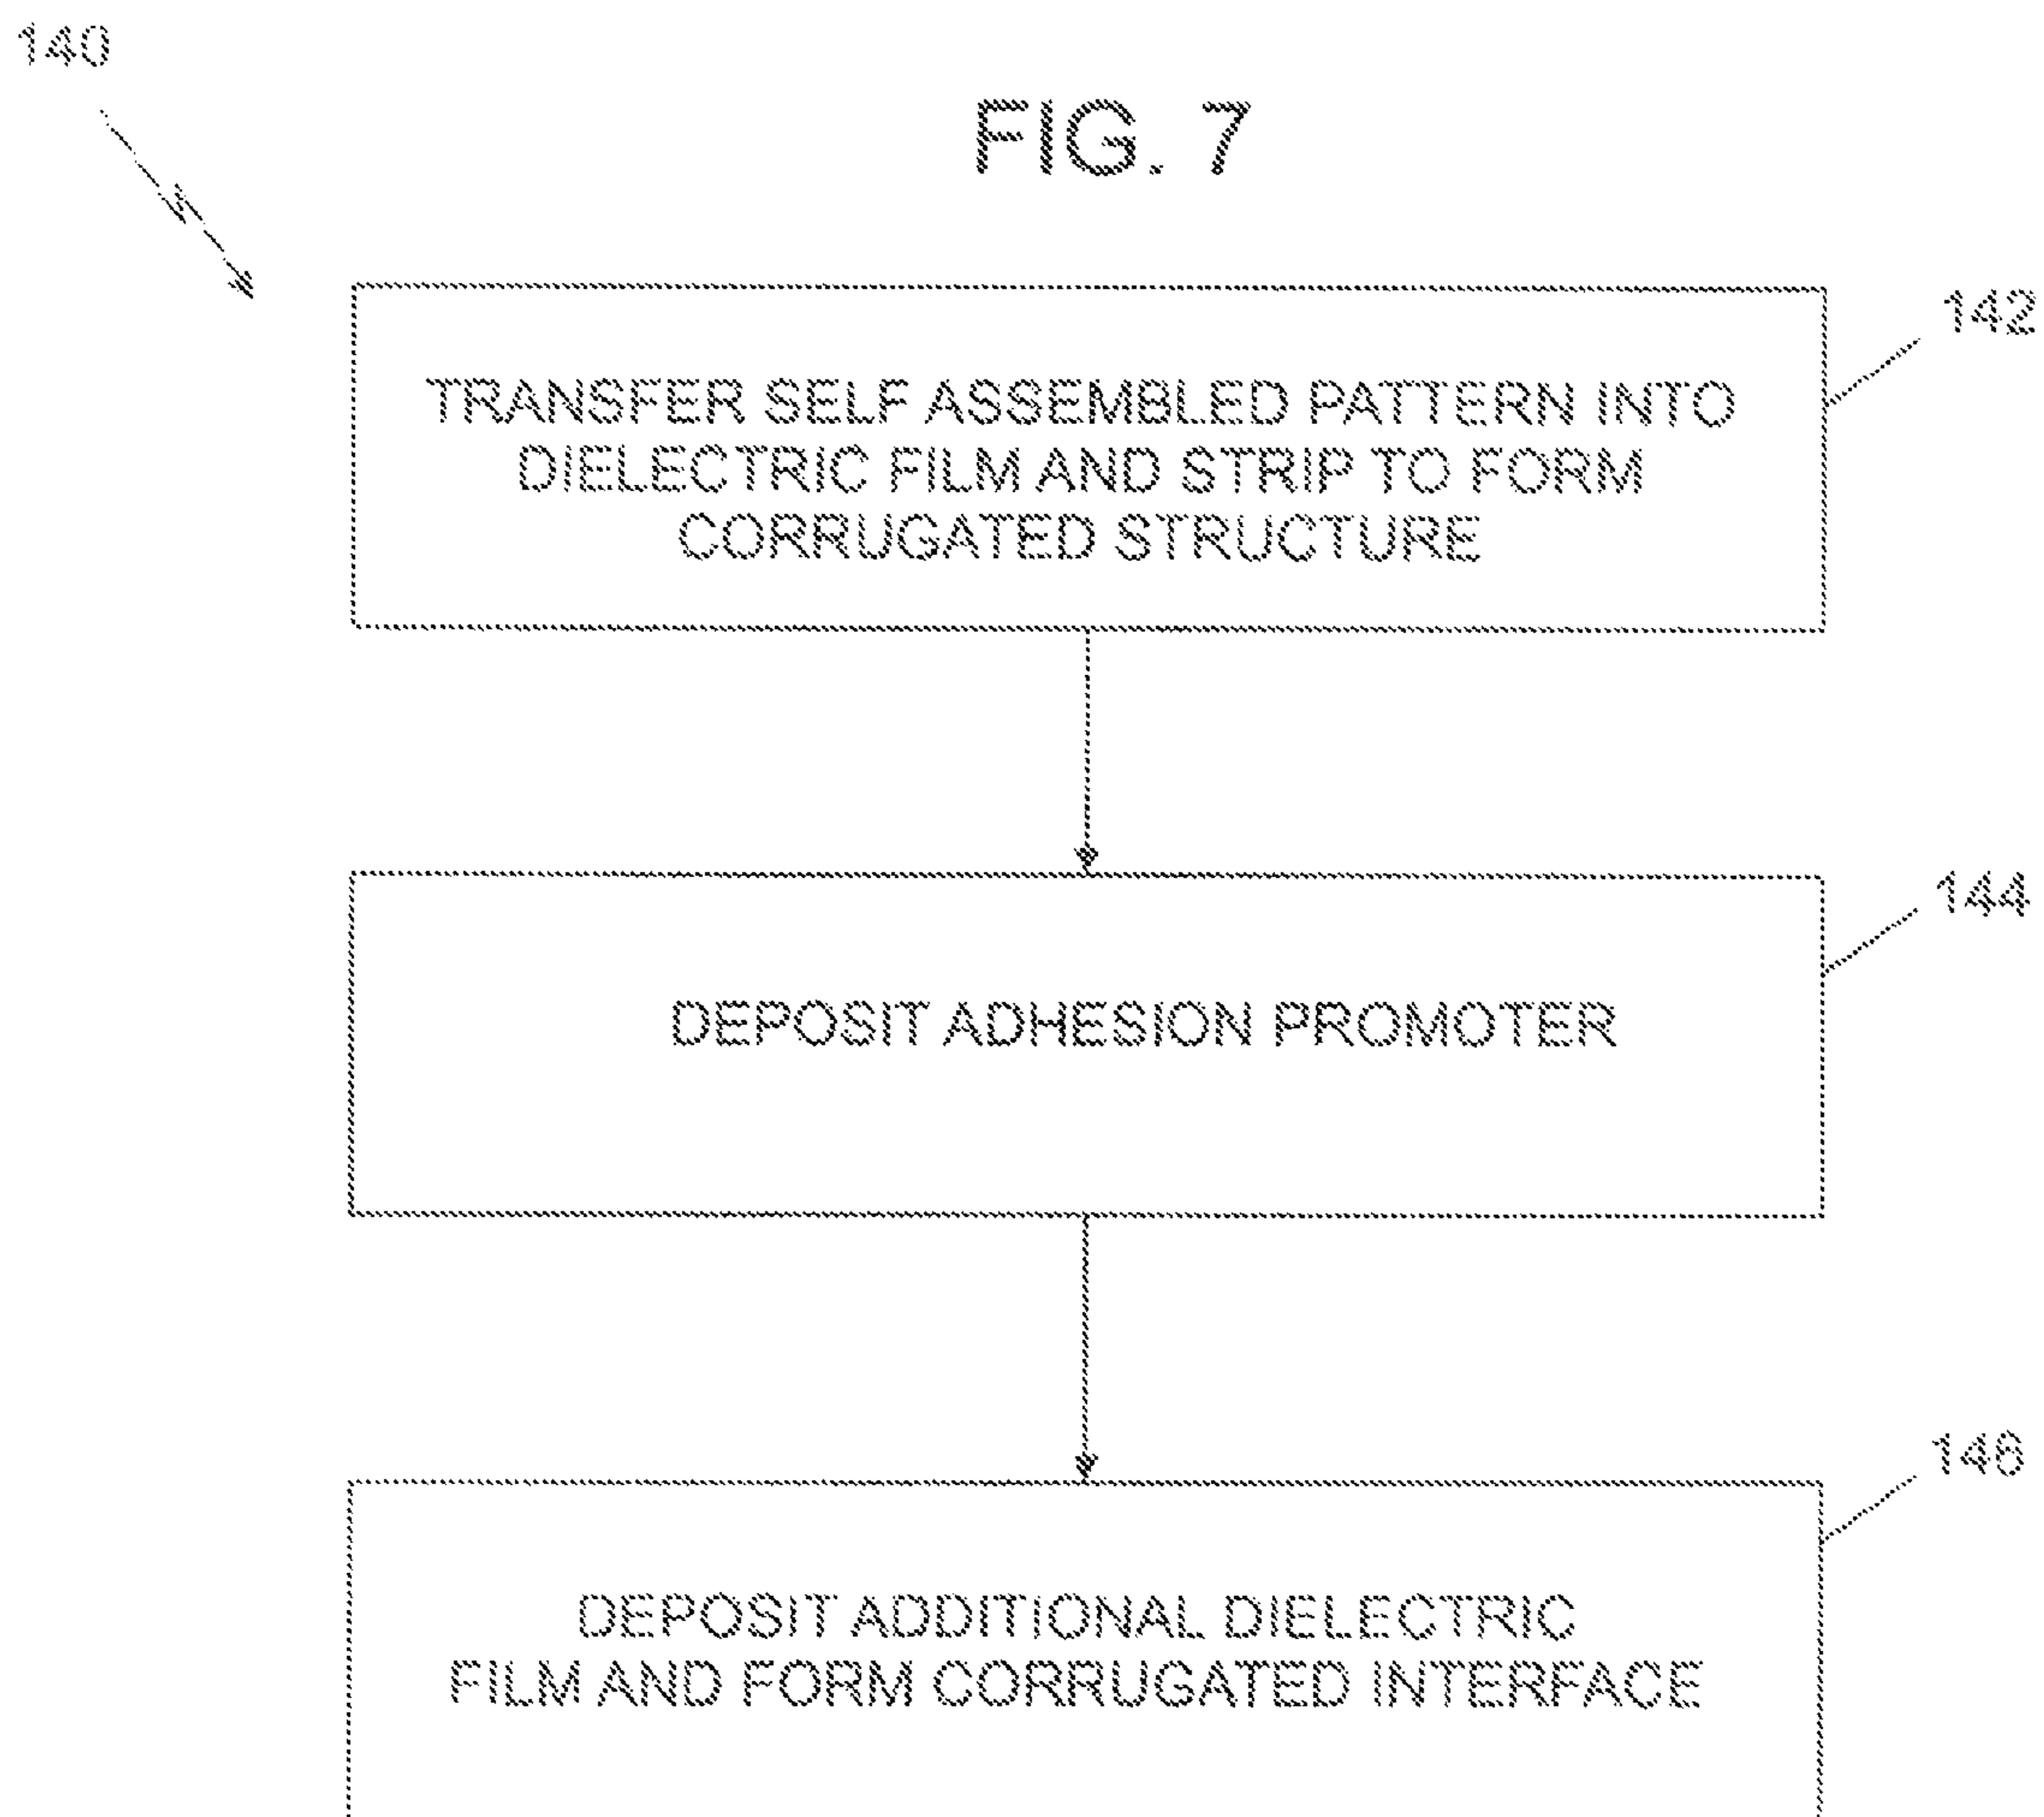 140
FIG. 7
142
TRANSFER SELF ASSEMBLED PATTERN INTO
DIELECTRIC FILM AND STRIP TO FORM
CORRUGATED STRUCTURE
144
DEPOSIT ADHESION PROMOTER
146
DEPOSIT ADDITIONAL DIELECTRIC
FILM AND FORM CORRUGATED INTERFACE